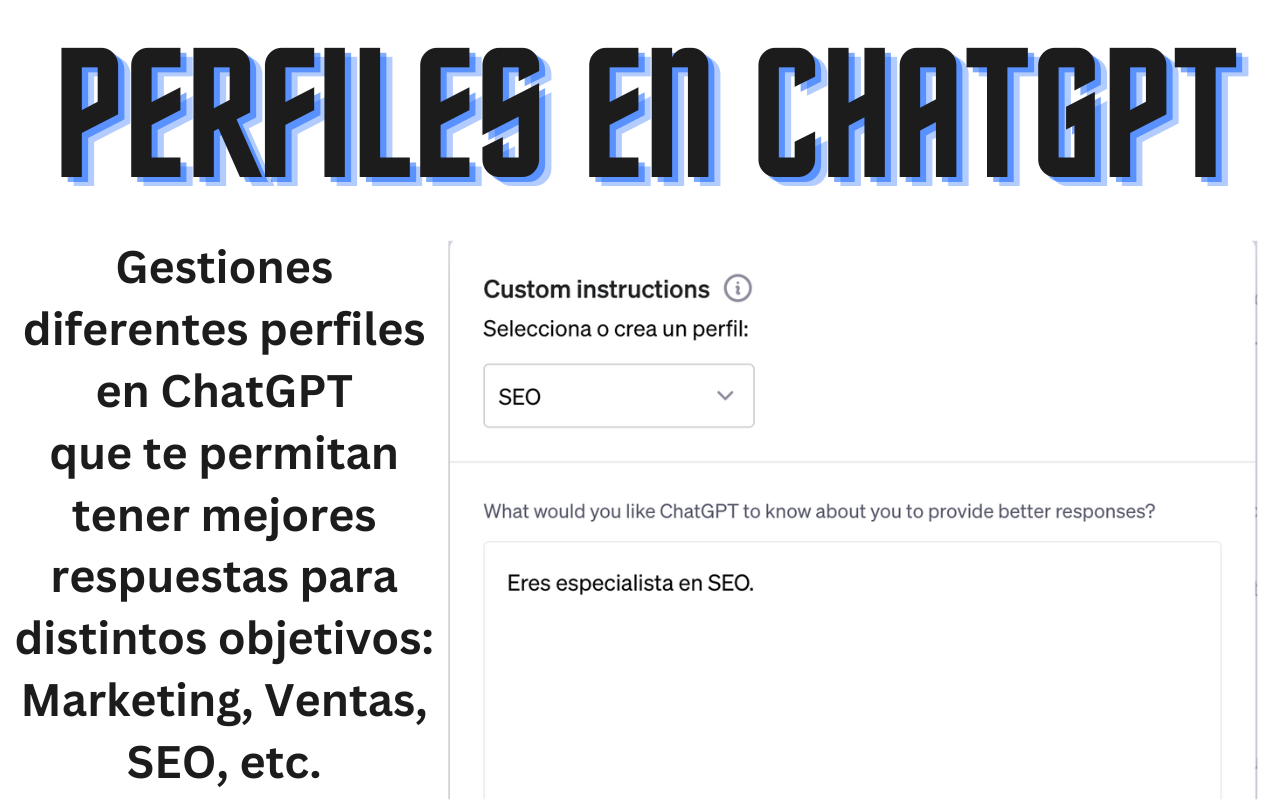 PERFILES EN CHATGPT
Gestiones
diferentes perfiles
en ChatGPT
que te permitan
tener mejores
respuestas para
distintos objetivos:
Marketing, Ventas,
SEO, etc.
Custom instructions
Selecciona o crea un perfil:
SEO
What would you like ChatGPT to know about you to provide better responses?
Eres especialista en SEO.